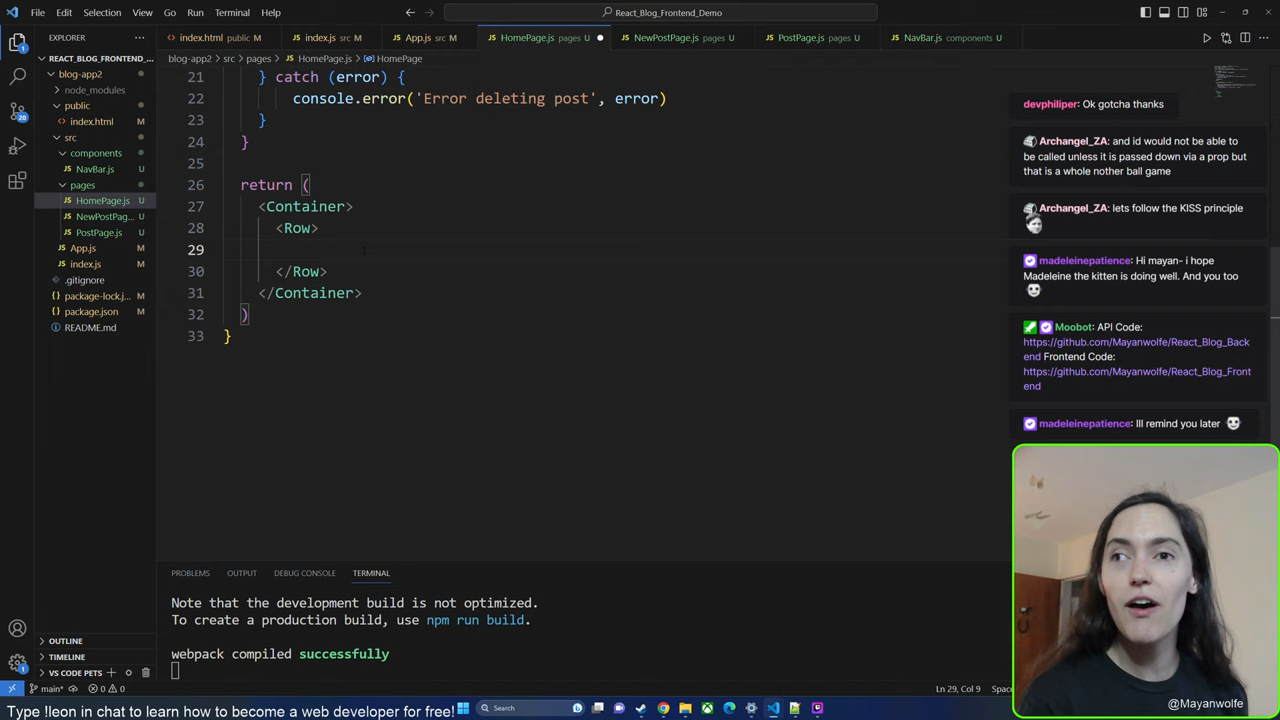 File Edit Selection View Go Run Terminal Help
React_Blog_Frontend_Demo
EXPLORER
index.html public M
index.js src M
App.js src M
HomePage.js pages U
NewPostPage.js pages U
PostPage.js pages U
NavBar.js components U
blog-app2 > src > pages > HomePage.js > HomePage
REACT_BLOG_FRONTEND_...
blog-app2
node_modules
public
index.html U
src
components
NavBar.js U
pages
HomePage.js U
NewPostPag... U
PostPage.js U
App.js M
index.js M
.gitignore
package-lock.j... M
package.json M
README.md
OUTLINE
TIMELINE
VS CODE PETS
21 } catch (error) {
22 console.error('Error deleting post', error)
23 }
24 }
25
26 return (
27 <Container>
28 <Row>
29
30 </Row>
31 </Container>
32 )
33 }
devphiliper: Ok gotcha thanks
Archangel_ZA: and id would not be able to
be called unless it is passed down via a prop but
that is a whole nother ball game
Archangel_ZA: lets follow the KISS principle
madeleinepatience: Hi mayan- i hope
Madeleine the kitten is doing well. And you too
Moobot: API Code:
https://github.com/Mayanwolfe/React_Blog_Back
end Frontend Code:
https://github.com/Mayanwolfe/React_Blog_Front
end
madeleinepatience: Ill remind you later
PROBLEMS OUTPUT DEBUG CONSOLE TERMINAL
Note that the development build is not optimized.
To create a production build, use npm run build.
webpack compiled successfully
main* 0 0
Ln 29, Col 9
Type !leon in chat to learn how to become a web developer for free!
Search
@Mayanwolfe